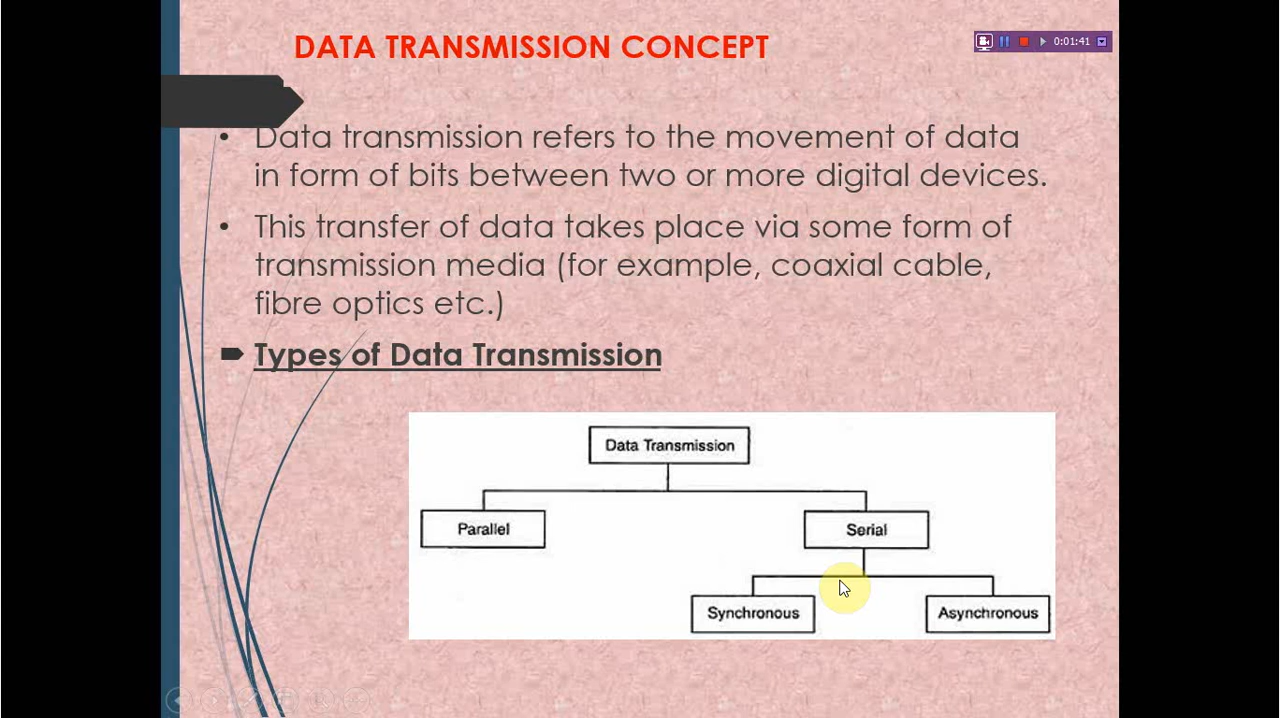 DATA TRANSMISSION CONCEPT
0:01:41
• Data transmission refers to the movement of data
in form of bits between two or more digital devices.
• This transfer of data takes place via some form of
transmission media (for example, coaxial cable,
fibre optics etc.)
Types of Data Transmission
Data Transmission
Parallel
Serial
Synchronous
Asynchronous